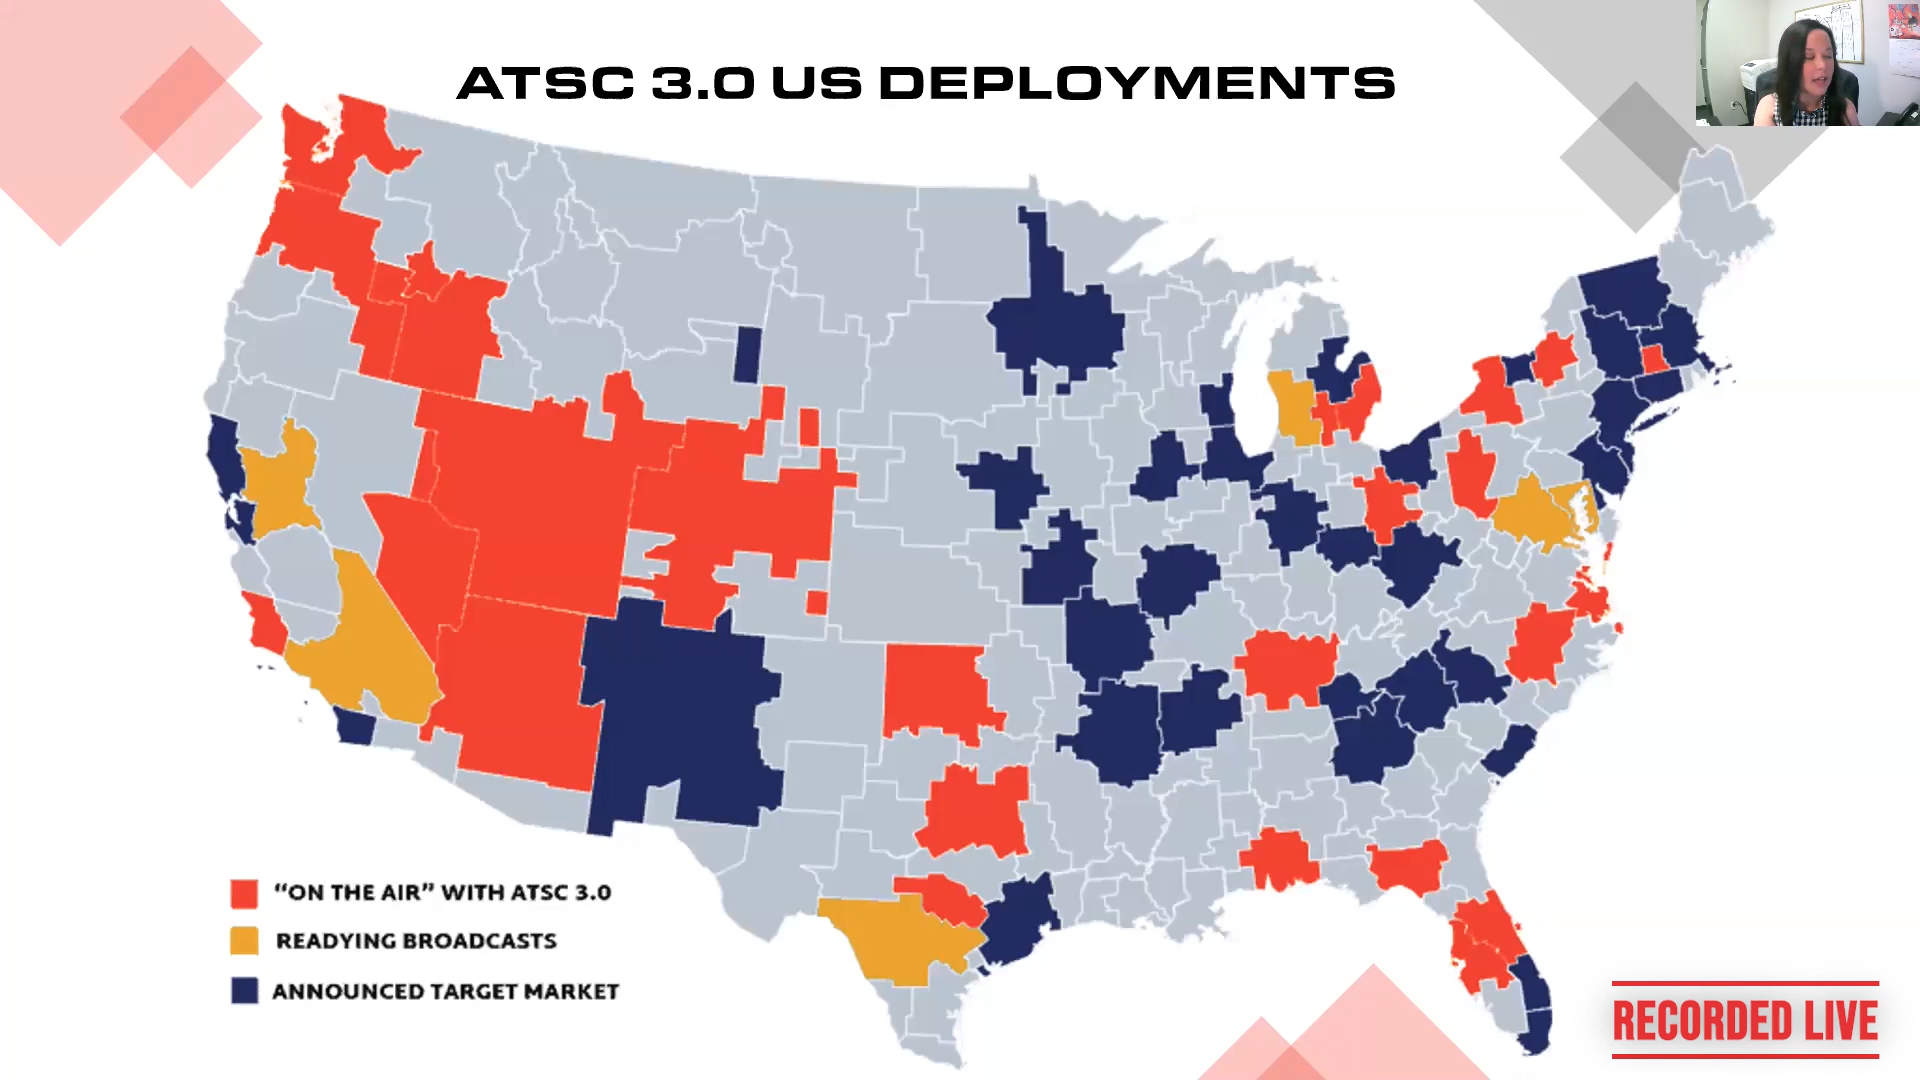 ATSC 3.0 US DEPLOYMENTS
“ON THE AIR” WITH ATSC 3.0
READYING BROADCASTS
ANNOUNCED TARGET MARKET
RECORDED LIVE